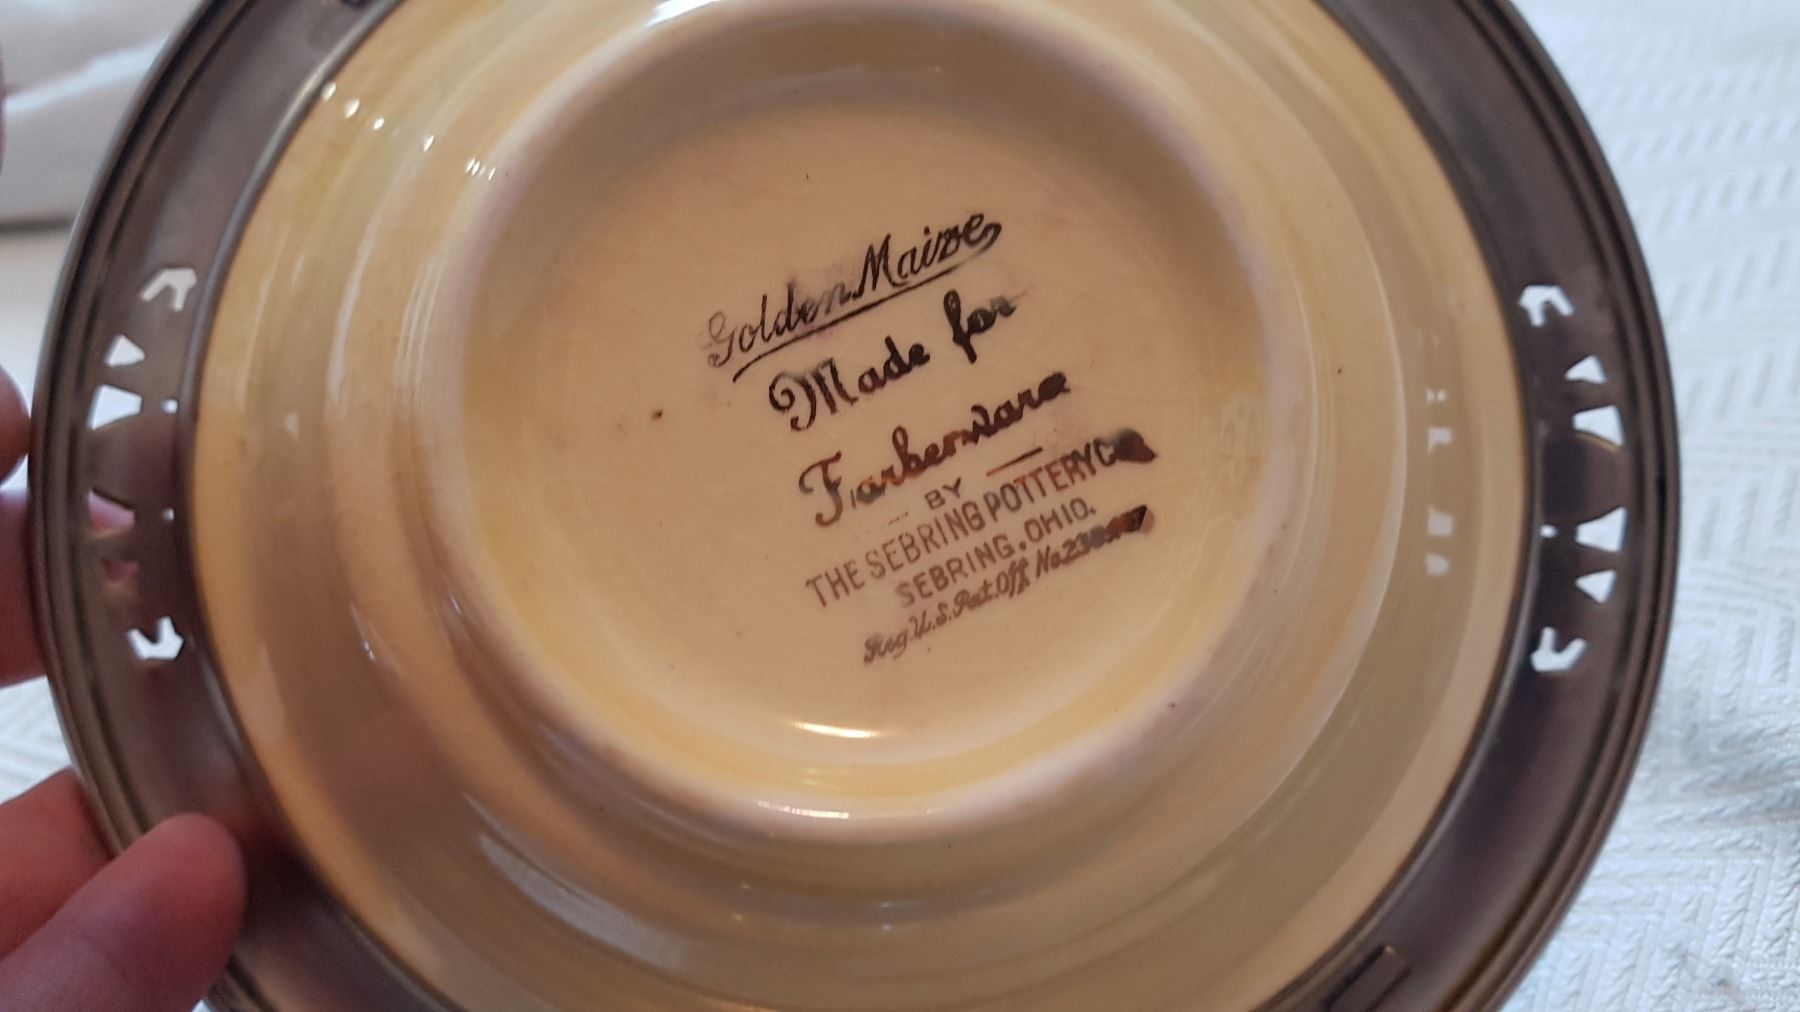 Golden Maize
Made for
Farberware
BY
THE SEBRING POTTERY CO
SEBRING, OHIO.
Reg. U.S. Pat. Off. No.